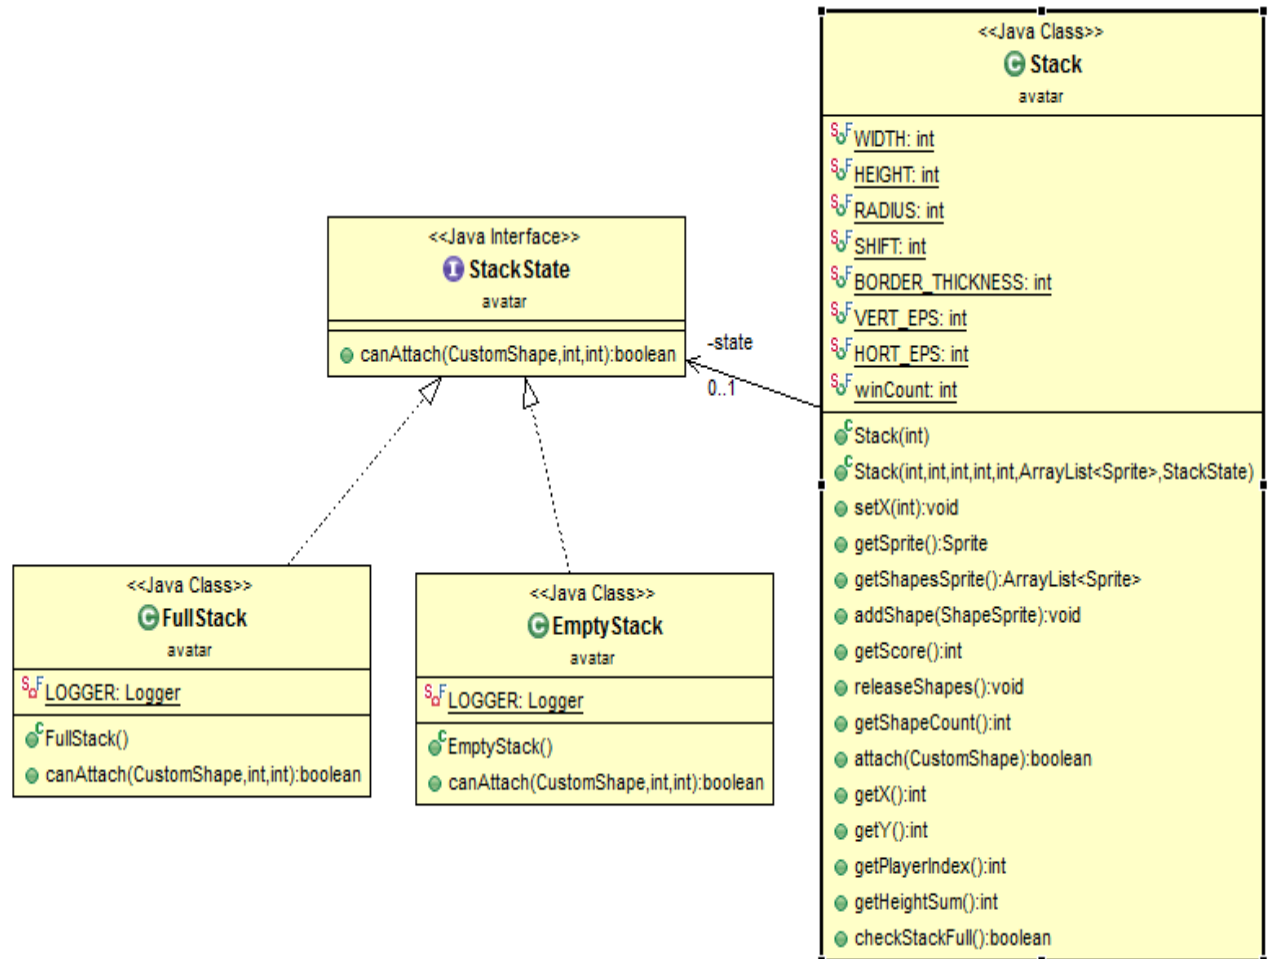 <<Java Class>>
Stack
avatar
WIDTH: int
HEIGHT: int
RADIUS: int
SHIFT: int
BORDER_THICKNESS: int
VERT_EPS: int
HORT_EPS: int
winCount: int
Stack(int)
Stack(int,int,int,int,int,ArrayList<Sprite>,StackState)
setX(int):void
getSprite():Sprite
getShapesSprite():ArrayList<Sprite>
addShape(ShapeSprite):void
getScore():int
releaseShapes():void
getShapeCount():int
attach(CustomShape):boolean
getX():int
getY():int
getPlayerIndex():int
getHeightSum():int
checkStackFull():boolean
<<Java Interface>>
StackState
avatar
canAttach(CustomShape,int,int):boolean
-state
0..1
<<Java Class>>
FullStack
avatar
LOGGER: Logger
FullStack()
canAttach(CustomShape,int,int):boolean
<<Java Class>>
EmptyStack
avatar
LOGGER: Logger
EmptyStack()
canAttach(CustomShape,int,int):boolean